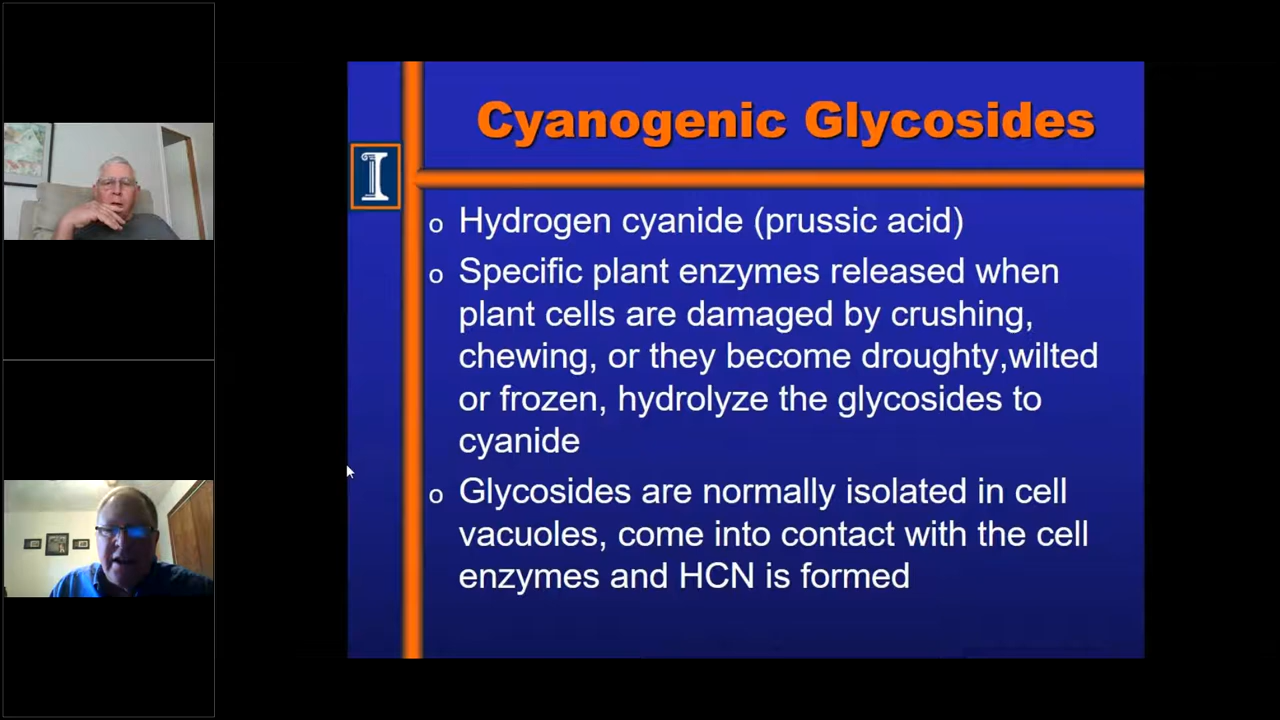 Cyanogenic Glycosides
I
o Hydrogen cyanide (prussic acid)
o Specific plant enzymes released when
plant cells are damaged by crushing,
chewing, or they become droughty,wilted
or frozen, hydrolyze the glycosides to
cyanide
o Glycosides are normally isolated in cell
vacuoles, come into contact with the cell
enzymes and HCN is formed